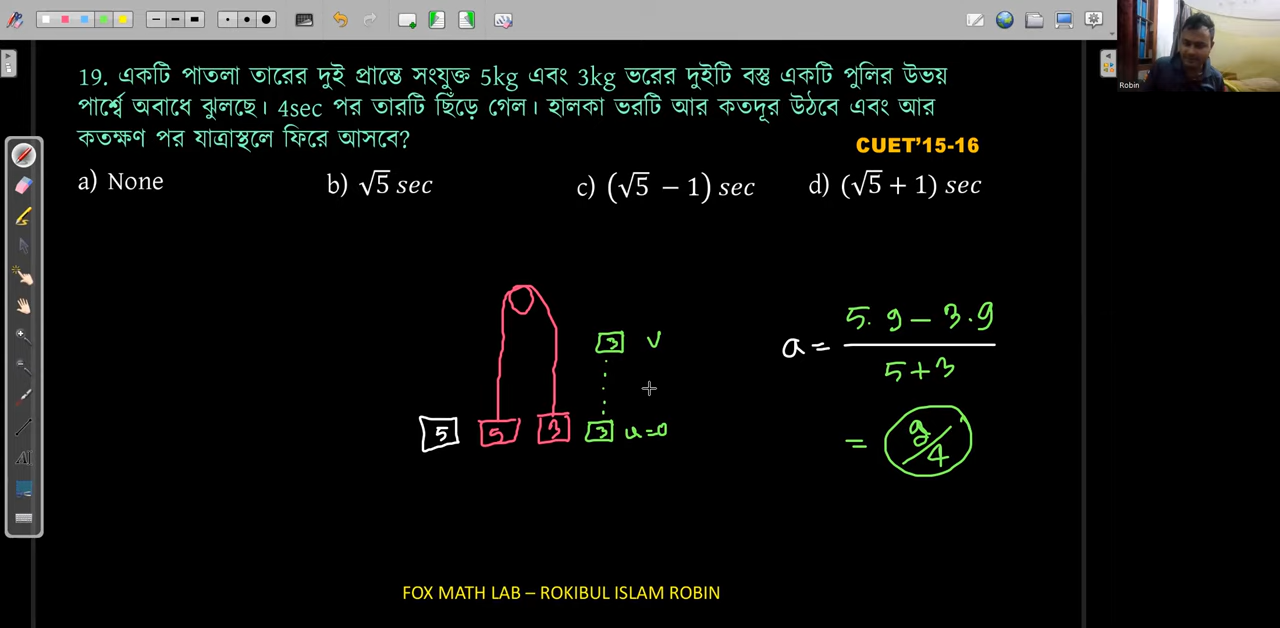 19. একটি পাতলা তারের দুই প্রান্তে সংযুক্ত 5kg এবং 3kg ভরের দুইটি বস্তু একটি পুলির উভয়
পার্শ্বে অবাধে ঝুলছে। 4sec পর তারটি ছিঁড়ে গেল। হালকা ভরটি আর কতদূর উঠবে এবং আর
কতক্ষণ পর যাত্রাস্থলে ফিরে আসবে?
CUET'15-16
a) None b) √5 sec c) (√5 − 1) sec d) (√5 + 1) sec
a = (5.g − 3.g) / (5+3)
3 v
= g/4
5 5 3 3 u=0
FOX MATH LAB – ROKIBUL ISLAM ROBIN
Robin